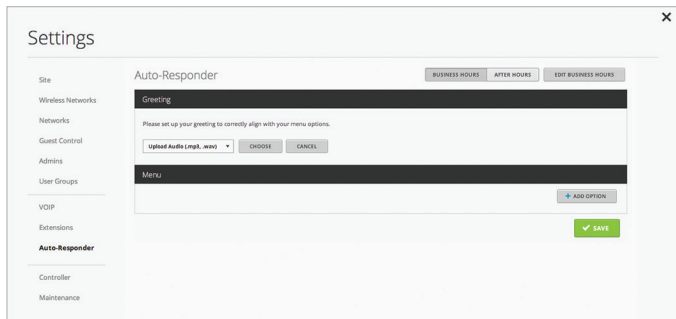 Settings
Site
Wireless Networks
Networks
Guest Control
Admins
User Groups
VOIP
Extensions
Auto-Responder
Controller
Maintenance
Auto-Responder
BUSINESS HOURS AFTER HOURS EDIT BUSINESS HOURS
Greeting
Please set up your greeting to correctly align with your menu options.
Upload Audio (.mp3, .wav) CHOOSE CANCEL
Menu
+ ADD OPTION
SAVE